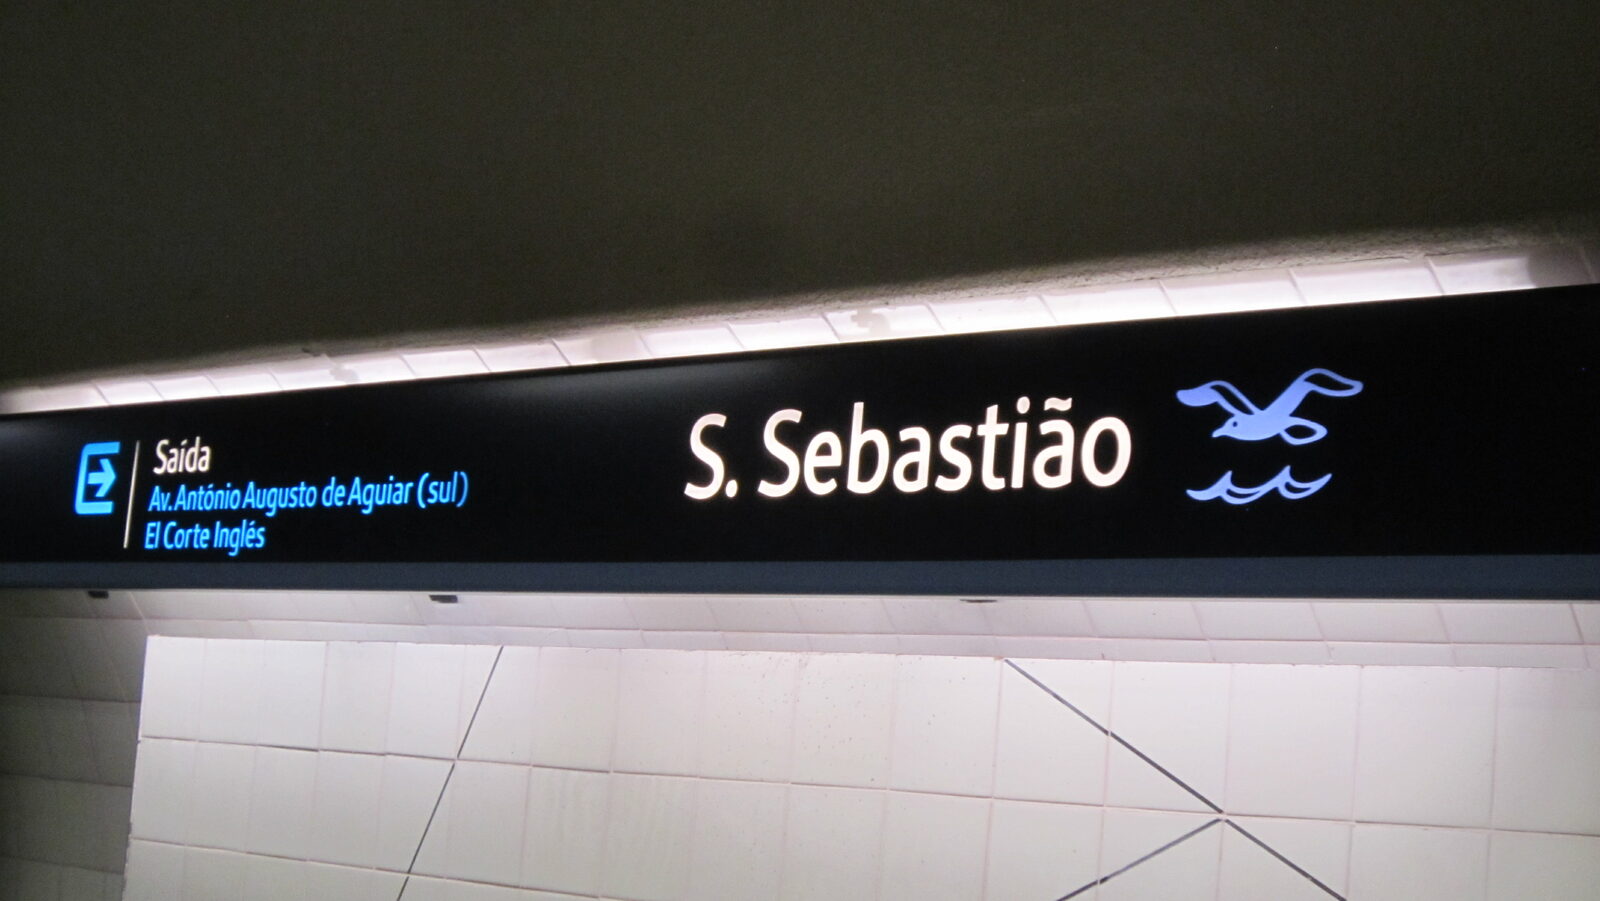 Saída
Av. António Augusto de Aguiar (sul)
El Corte Inglés
S. Sebastião